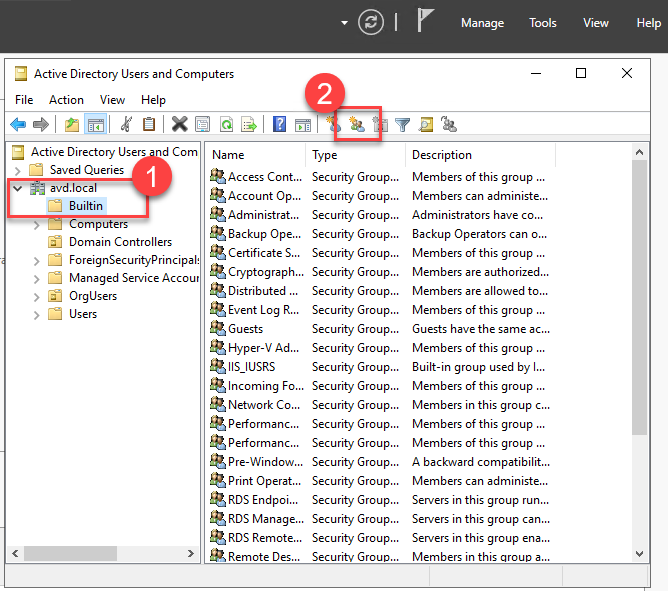 Manage Tools View Help
Active Directory Users and Computers
File Action View Help
2
Active Directory Users and Com
Saved Queries
1
avd.local
Builtin
Computers
Domain Controllers
ForeignSecurityPrincipals
Managed Service Accour
OrgUsers
Users
Name Type Description
Access Cont... Security Group... Members of this group ...
Account Op... Security Group... Members can administe...
Administrat... Security Group... Administrators have co...
Backup Ope... Security Group... Backup Operators can o...
Certificate S... Security Group... Members of this group ...
Cryptograph... Security Group... Members are authorized...
Distributed ... Security Group... Members are allowed to...
Event Log R... Security Group... Members of this group ...
Guests Security Group... Guests have the same ac...
Hyper-V Ad... Security Group... Members of this group ...
IIS_IUSRS Security Group... Built-in group used by I...
Incoming Fo... Security Group... Members of this group ...
Network Co... Security Group... Members in this group c...
Performanc... Security Group... Members of this group ...
Performanc... Security Group... Members of this group ...
Pre-Window... Security Group... A backward compatibilit...
Print Operat... Security Group... Members can administe...
RDS Endpoi... Security Group... Servers in this group run...
RDS Manage... Security Group... Servers in this group can...
RDS Remote... Security Group... Servers in this group ena...
Remote Des... Security Group... Members in this group a...